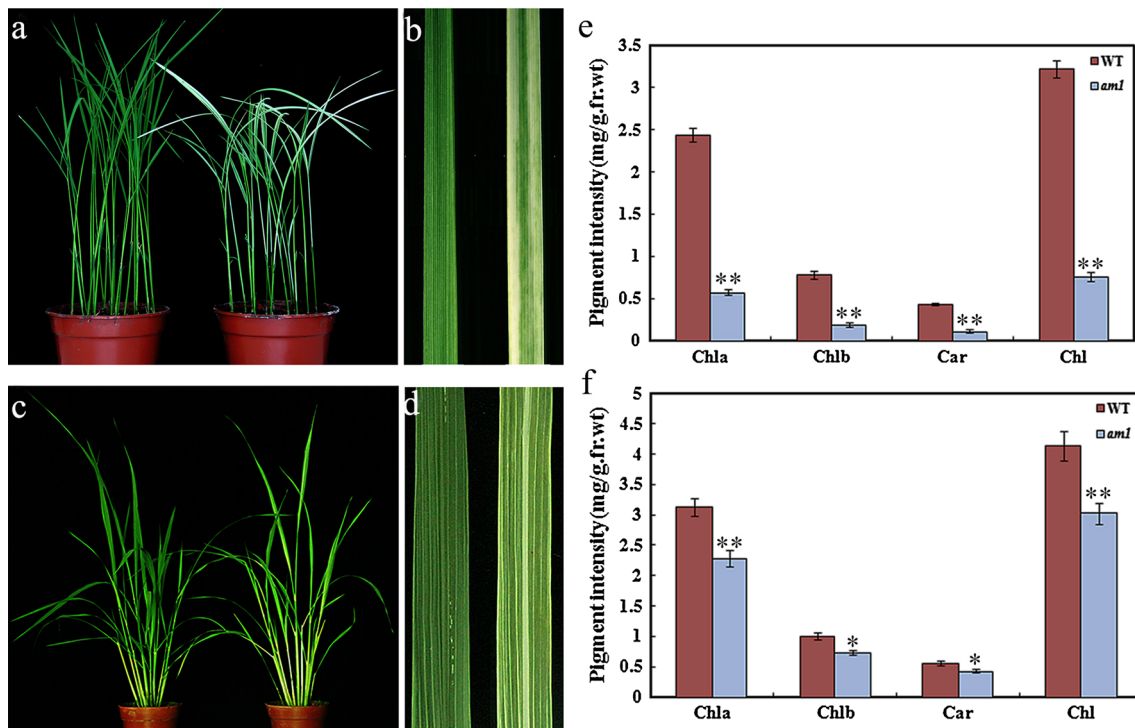 a
b
c
d
e
Pigment intensity(mg/g.fr.wt)
3.5
3
2.5
2
1.5
1
0.5
0
WT
am1
**
**
**
**
Chla Chlb Car Chl
f
Pigment intensity(mg/g.fr.wt)
5
4.5
4
3.5
3
2.5
2
1.5
1
0.5
0
WT
am1
**
*
*
**
Chla Chlb Car Chl